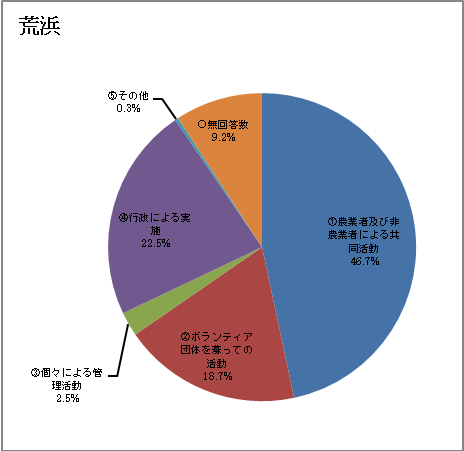 荒浜
⑤その他
0.3%
〇無回答数
9.2%
①農業者及び非
農業者による共
同活動
46.7%
④行政による実
施
22.5%
②ボランティア
団体を募っての
活動
18.7%
③個々による管
理活動
2.5%